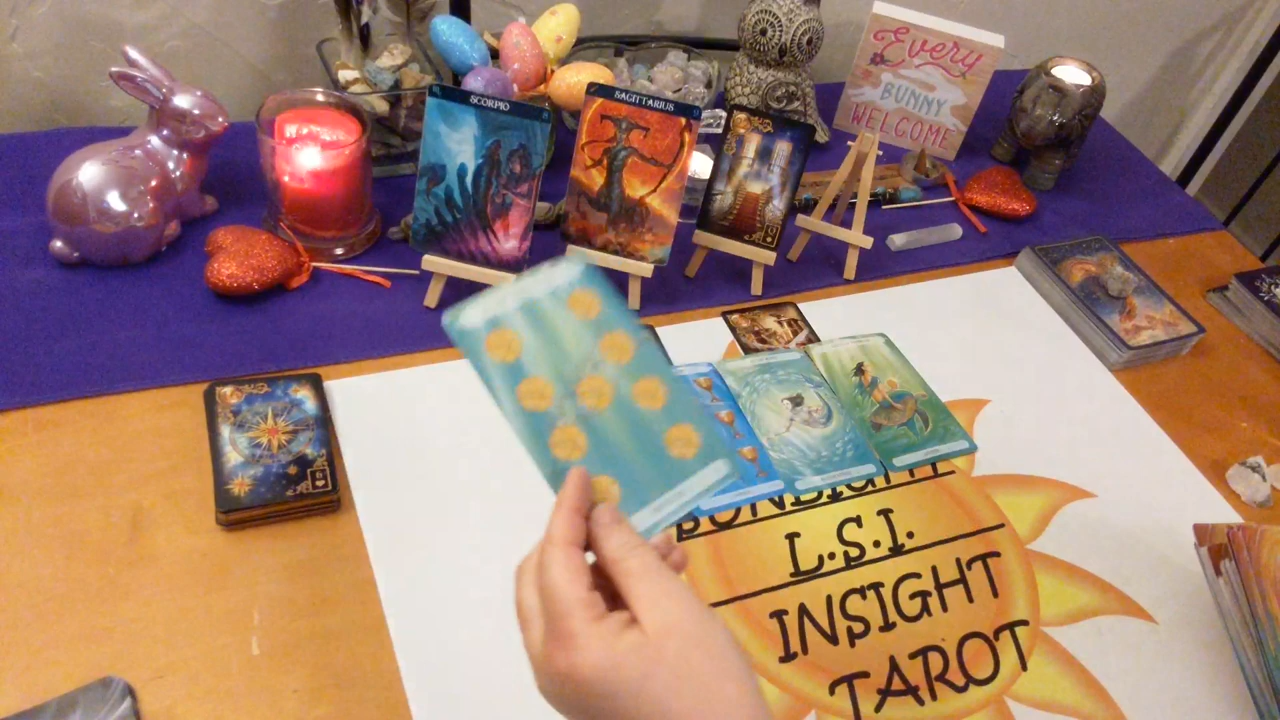 SCORPIO
SAGITTARIUS
Every
BUNNY
WELCOME
L.S.I.
INSIGHT
TAROT